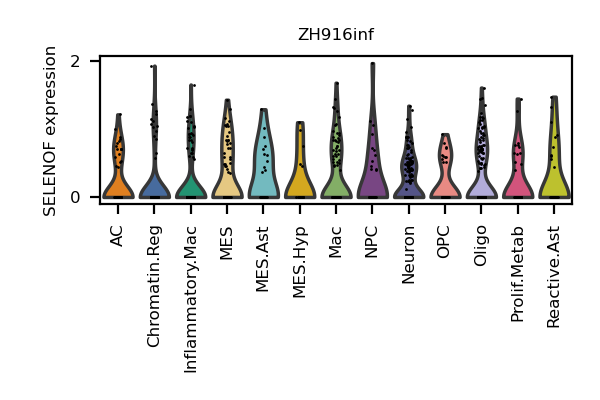 ZH916inf
SELENOF expression
2
0
AC
Chromatin.Reg
Inflammatory.Mac
MES
MES.Ast
MES.Hyp
Mac
NPC
Neuron
OPC
Oligo
Prolif.Metab
Reactive.Ast